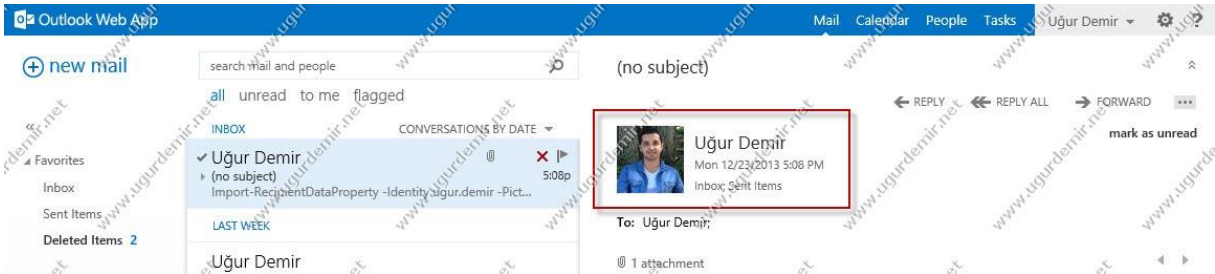 Outlook Web App
Mail Calendar People Tasks Uğur Demir ?
new mail
search mail and people
all unread to me flagged
INBOX CONVERSATIONS BY DATE
Favorites
Inbox
Sent Items
Deleted Items 2
Uğur Demir
(no subject) 5:08p
Import-RecipientDataProperty -Identity ugur.demir -Pict...
LAST WEEK
Uğur Demir
(no subject)
REPLY REPLY ALL FORWARD ...
mark as unread
Uğur Demir
Mon 12/23/2013 5:08 PM
Inbox; Sent Items
To: Uğur Demir;
1 attachment
www.ugurdemir.net